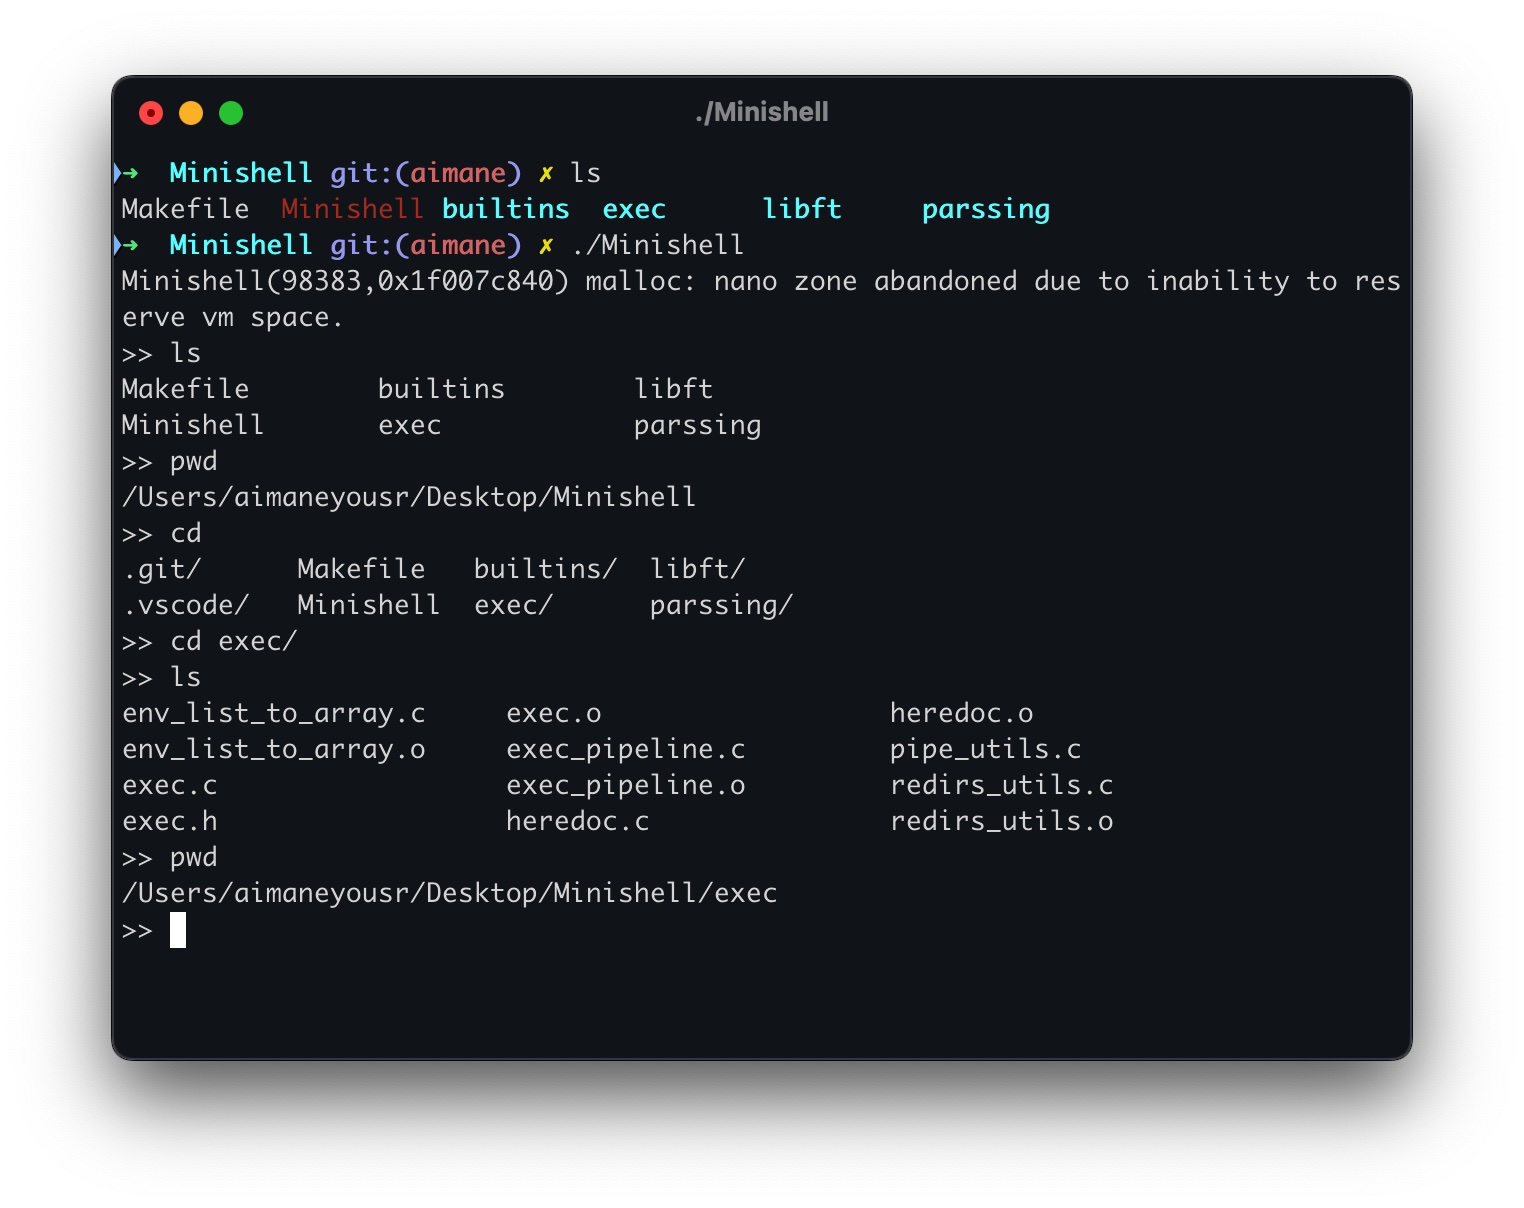 ./Minishell
➜  Minishell git:(aimane) ✗ ls
Makefile  Minishell builtins  exec      libft     parssing
➜  Minishell git:(aimane) ✗ ./Minishell
Minishell(98383,0x1f007c840) malloc: nano zone abandoned due to inability to res
erve vm space.
>> ls
Makefile        builtins        libft
Minishell       exec            parssing
>> pwd
/Users/aimaneyousr/Desktop/Minishell
>> cd
.git/      Makefile   builtins/  libft/
.vscode/   Minishell  exec/      parssing/
>> cd exec/
>> ls
env_list_to_array.c     exec.o                  heredoc.o
env_list_to_array.o     exec_pipeline.c         pipe_utils.c
exec.c                  exec_pipeline.o         redirs_utils.c
exec.h                  heredoc.c               redirs_utils.o
>> pwd
/Users/aimaneyousr/Desktop/Minishell/exec
>>